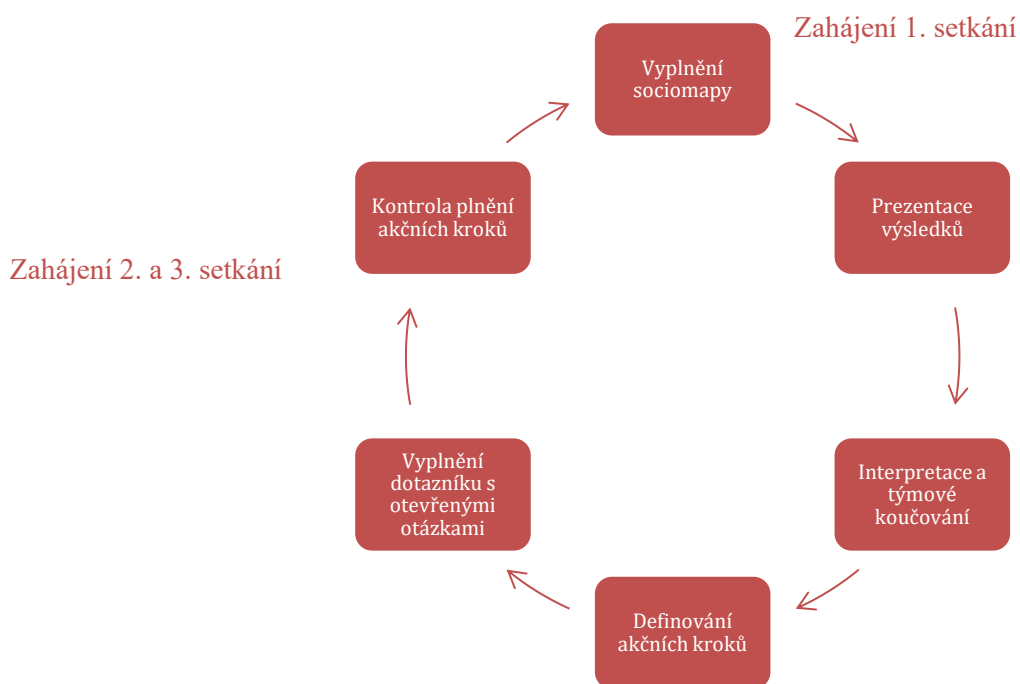 Zahájení 1. setkání
Vyplnění
sociomapy
Prezentace
výsledků
Interpretace a
týmové
koučování
Definování
akčních kroků
Vyplnění
dotazníku s
otevřenými
otázkami
Kontrola plnění
akčních kroků
Zahájení 2. a 3. setkání